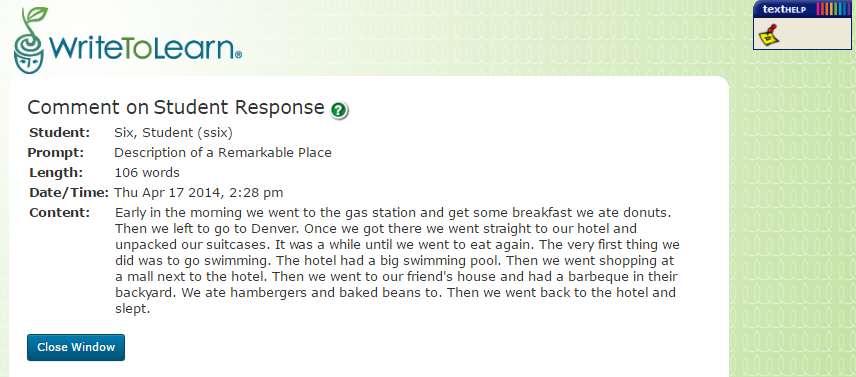 WriteToLearn®
textHELP
Comment on Student Response ?
Student: Six, Student (ssix)
Prompt: Description of a Remarkable Place
Length: 106 words
Date/Time: Thu Apr 17 2014, 2:28 pm
Content: Early in the morning we went to the gas station and get some breakfast we ate donuts.
Then we left to go to Denver. Once we got there we went straight to our hotel and
unpacked our suitcases. It was a while until we went to eat again. The very first thing we
did was to go swimming. The hotel had a big swimming pool. Then we went shopping at
a mall next to the hotel. Then we went to our friend's house and had a barbeque in their
backyard. We ate hambergers and baked beans to. Then we went back to the hotel and
slept.
Close Window